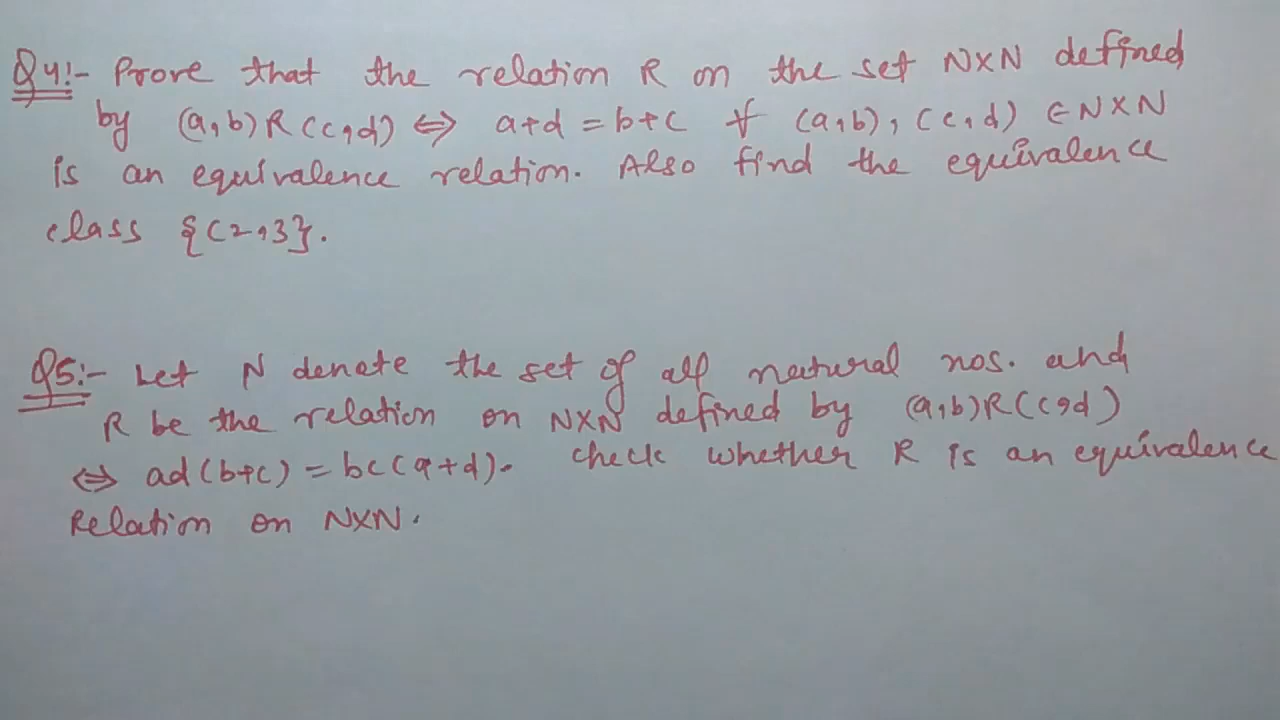 Q4:- Prove that the relation R on the set N×N defined
by (a,b) R (c,d) ⇔ a+d = b+c ∀ (a,b), (c,d) ∈ N×N
is an equivalence relation. Also find the equivalence
class {(2,3}.
Q5:- Let N denote the set of all natural nos. and
R be the relation on N×N defined by (a,b)R(c,d)
⇔ ad(b+c) = bc(a+d). check whether R is an equivalence
Relation on N×N.